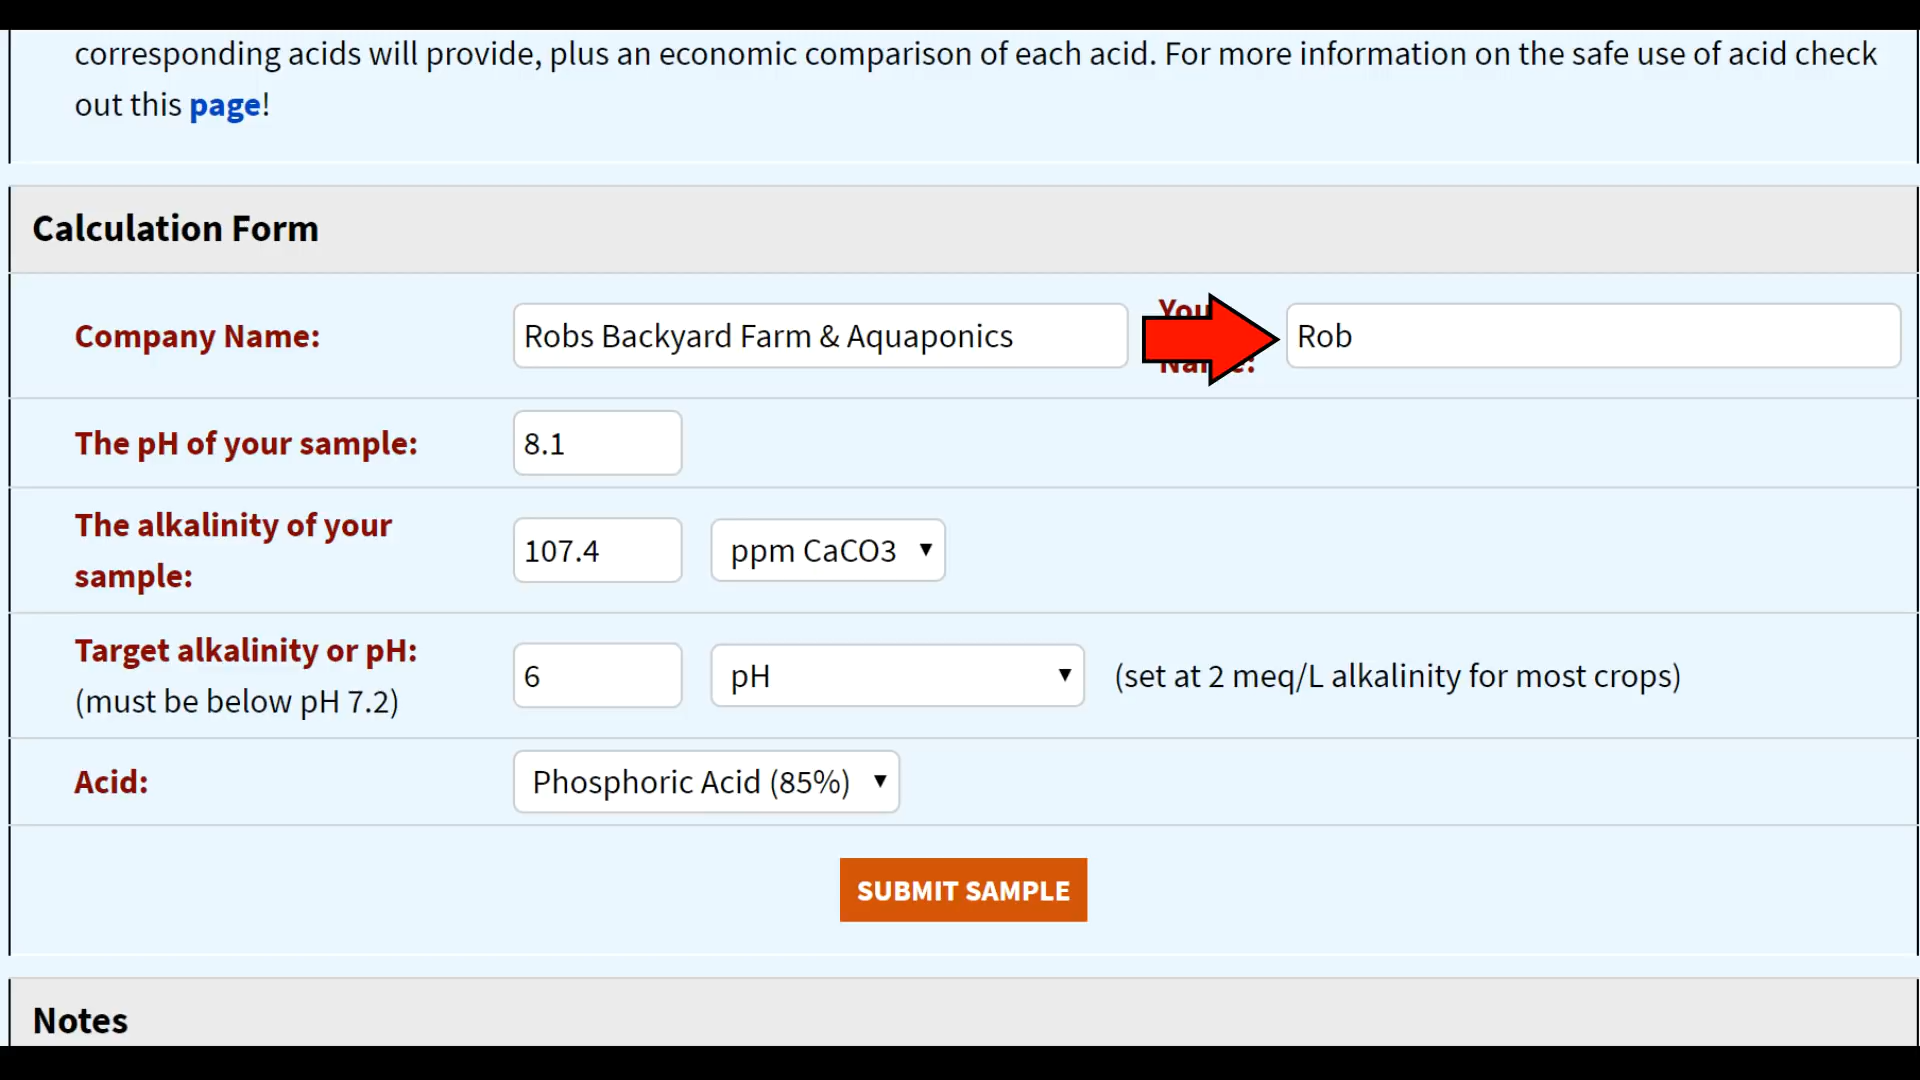 corresponding acids will provide, plus an economic comparison of each acid. For more information on the safe use of acid check
out this page!
Calculation Form
Company Name:
Robs Backyard Farm & Aquaponics
Rob
The pH of your sample:
8.1
The alkalinity of your
sample:
107.4
ppm CaCO3
Target alkalinity or pH:
(must be below pH 7.2)
6
pH
(set at 2 meq/L alkalinity for most crops)
Acid:
Phosphoric Acid (85%)
SUBMIT SAMPLE
Notes